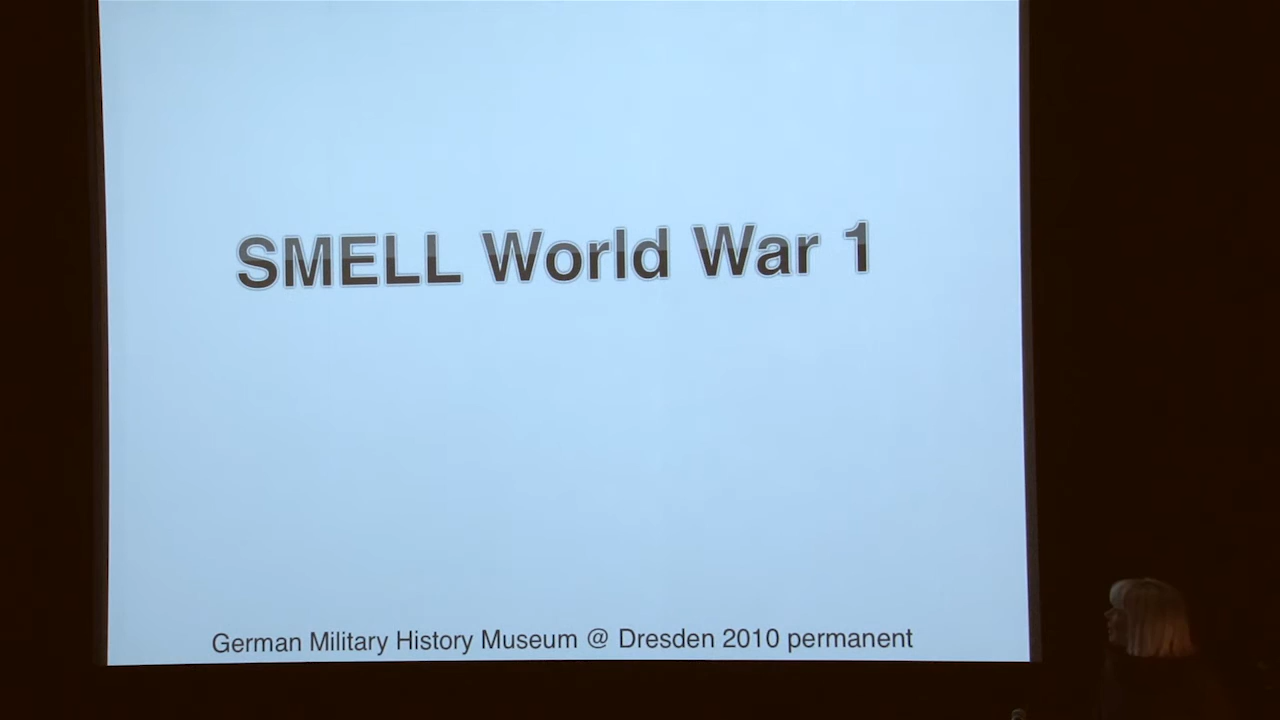 SMELL World War 1
German Military History Museum @ Dresden 2010 permanent